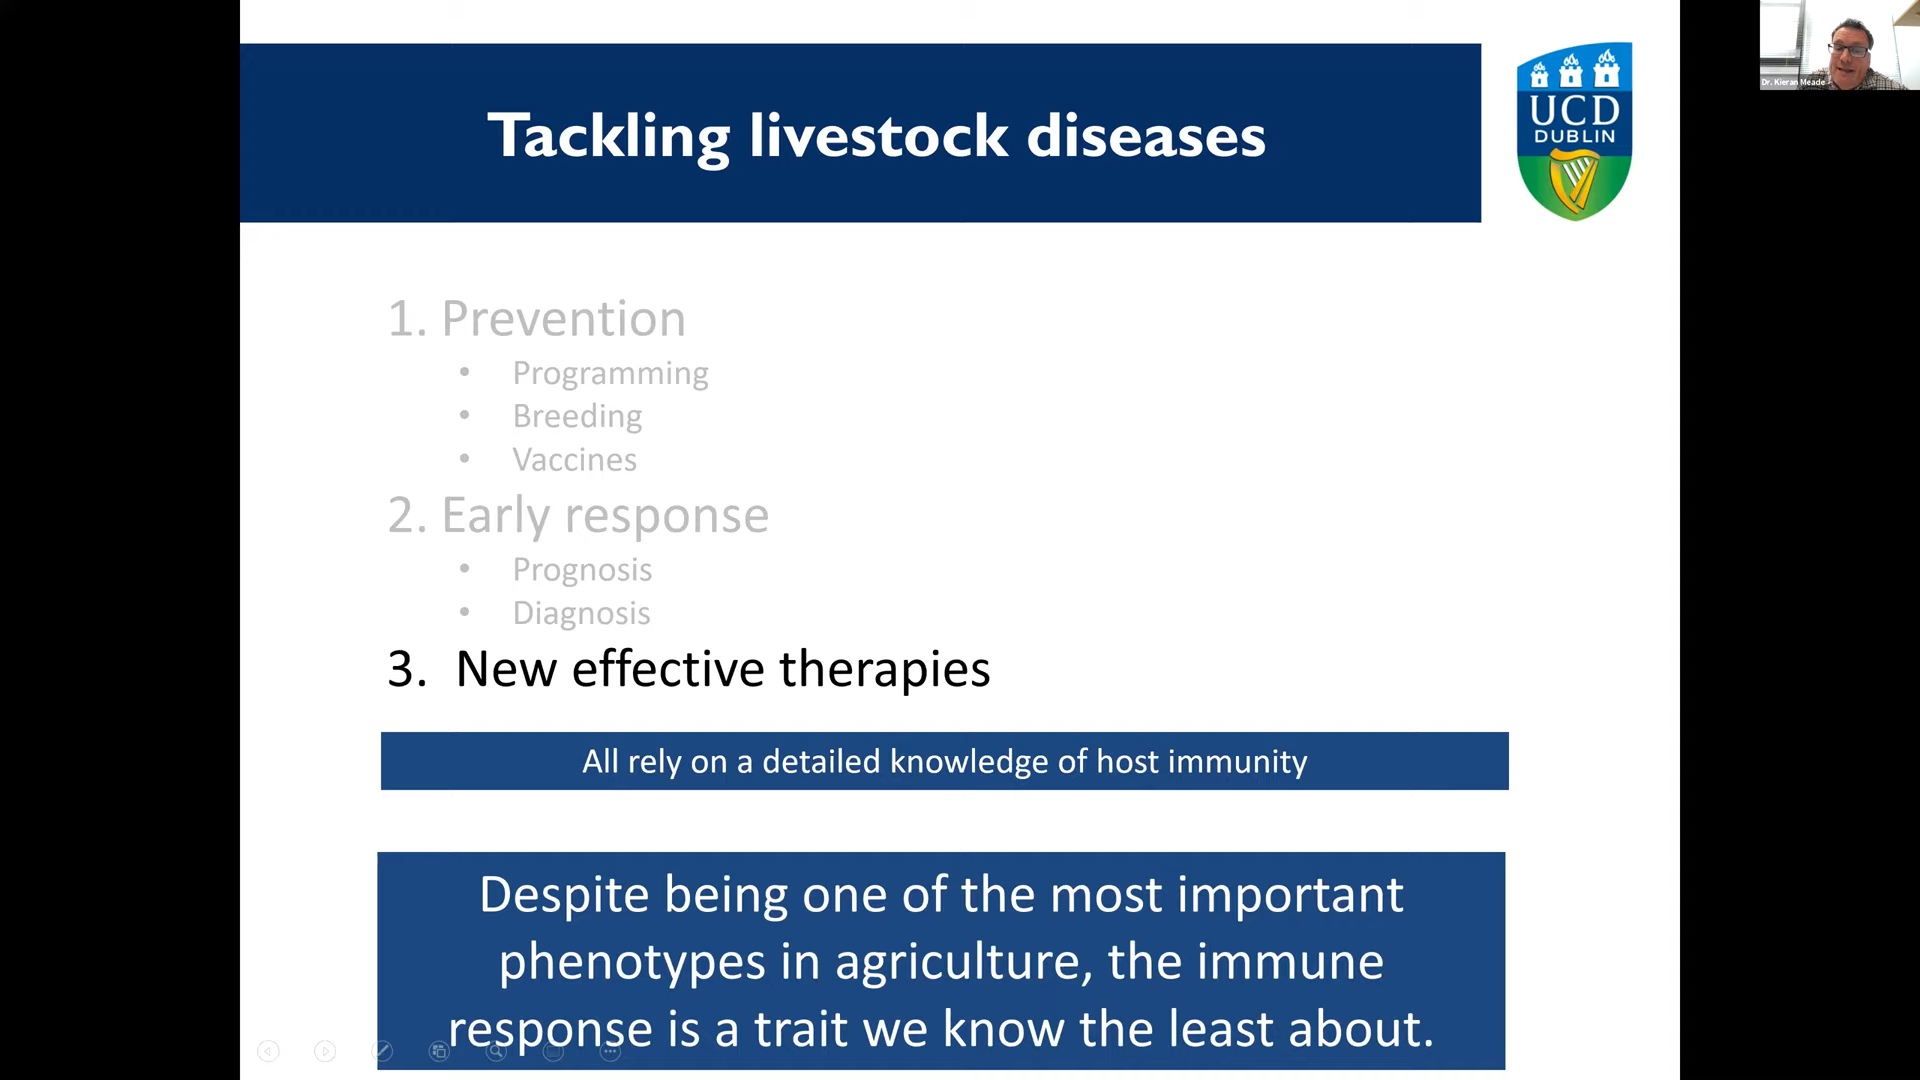 Tackling livestock diseases
UCD
DUBLIN
Dr. Kieran Meade
1. Prevention
• Programming
• Breeding
• Vaccines
2. Early response
• Prognosis
• Diagnosis
3. New effective therapies
All rely on a detailed knowledge of host immunity
Despite being one of the most important
phenotypes in agriculture, the immune
response is a trait we know the least about.